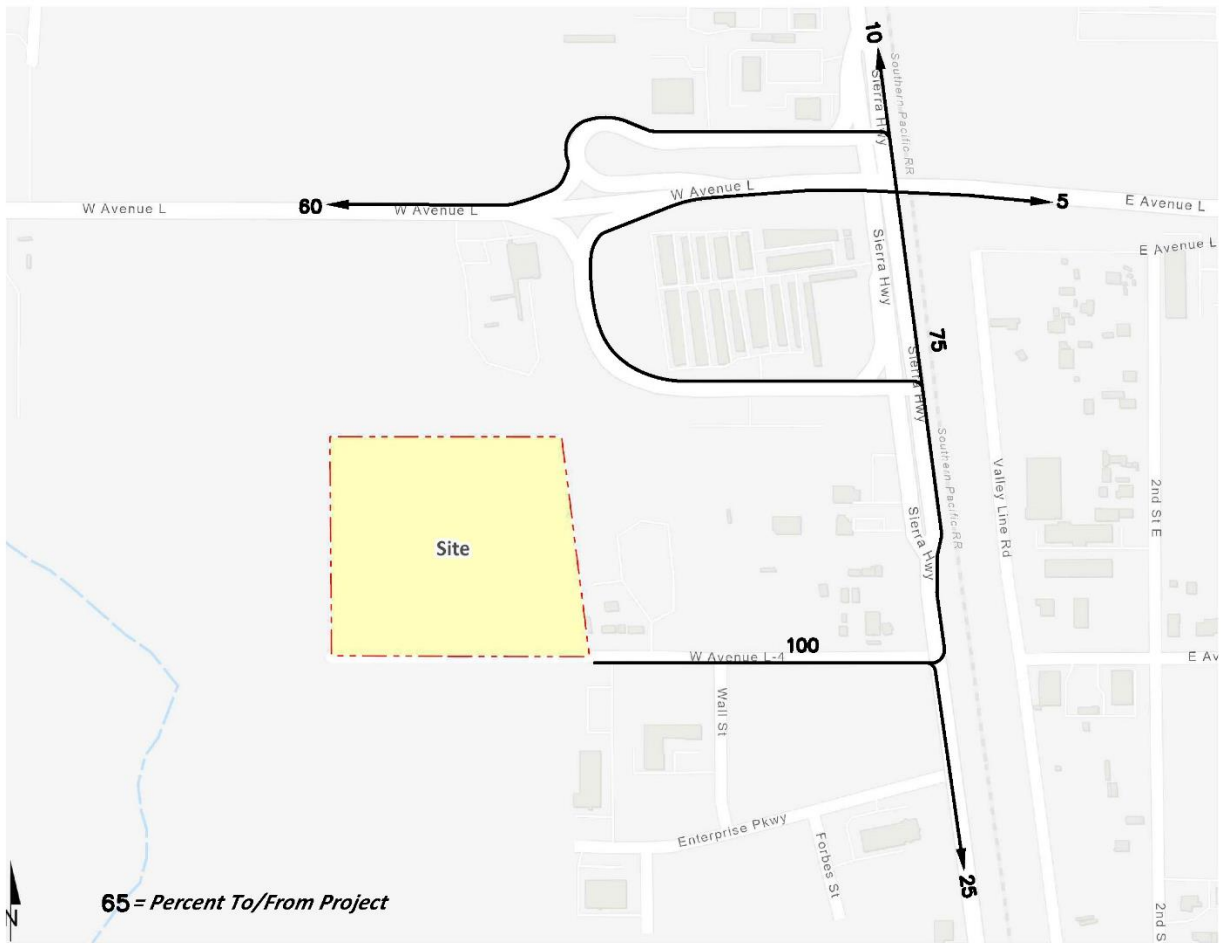 10
Sierra Hwy
Southern Pacific RR
W Avenue L
60
W Avenue L
W Avenue L
5
E Avenue L
E Avenue L
Sierra Hwy
75
Sierra Hwy
Southern Pacific RR
Valley Line Rd
2nd St E
Sierra Hwy
Site
100
W Avenue L-4
E Av
Wall St
Enterprise Pkwy
Forbes St
25
2nd S
N
65 = Percent To/From Project